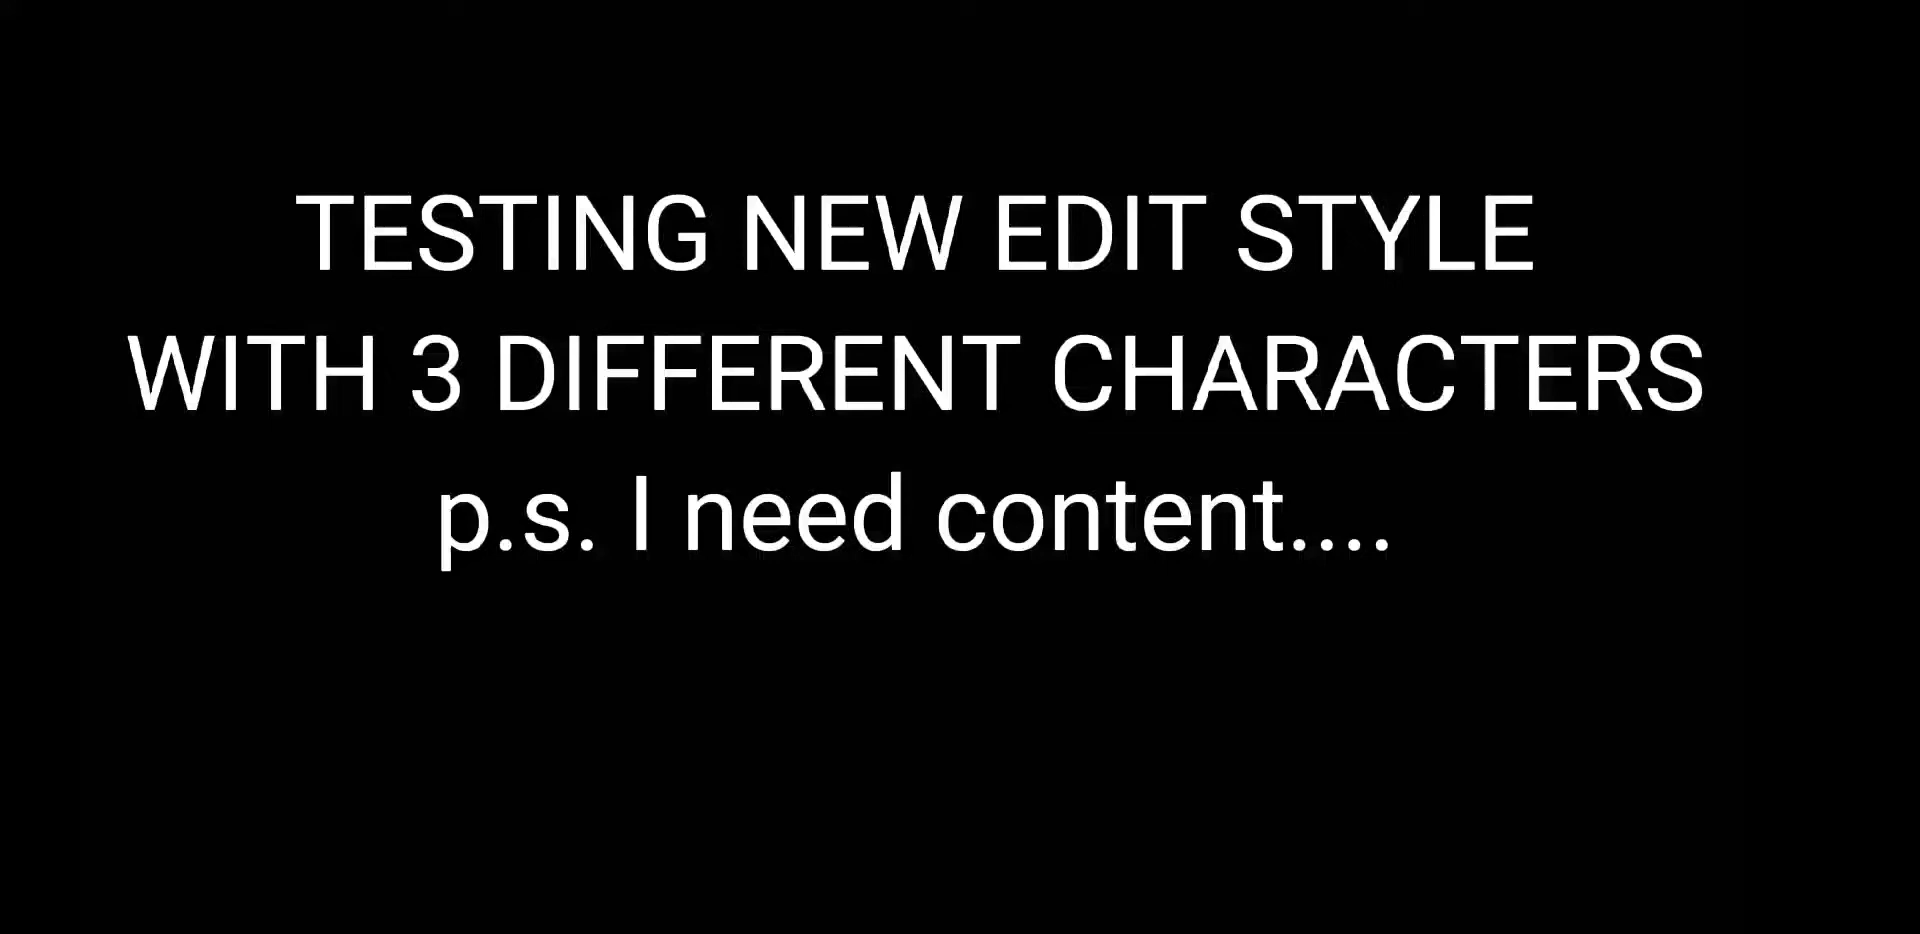 TESTING NEW EDIT STYLE
WITH 3 DIFFERENT CHARACTERS
p.s. I need content....